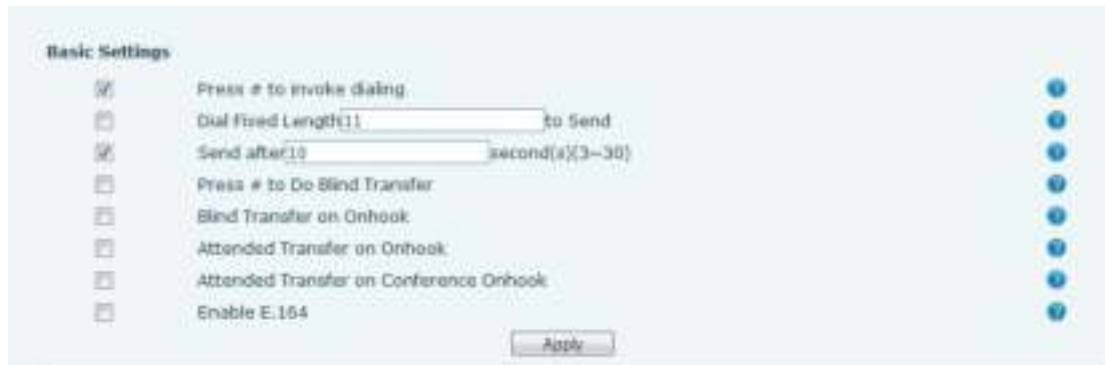 Basic Settings
Press # to invoke dialing
Dial Fixed Length 11 to Send
Send after 10 second(s)(3~30)
Press # to Do Blind Transfer
Blind Transfer on Onhook
Attended Transfer on Onhook
Attended Transfer on Conference Onhook
Enable E.164
Apply